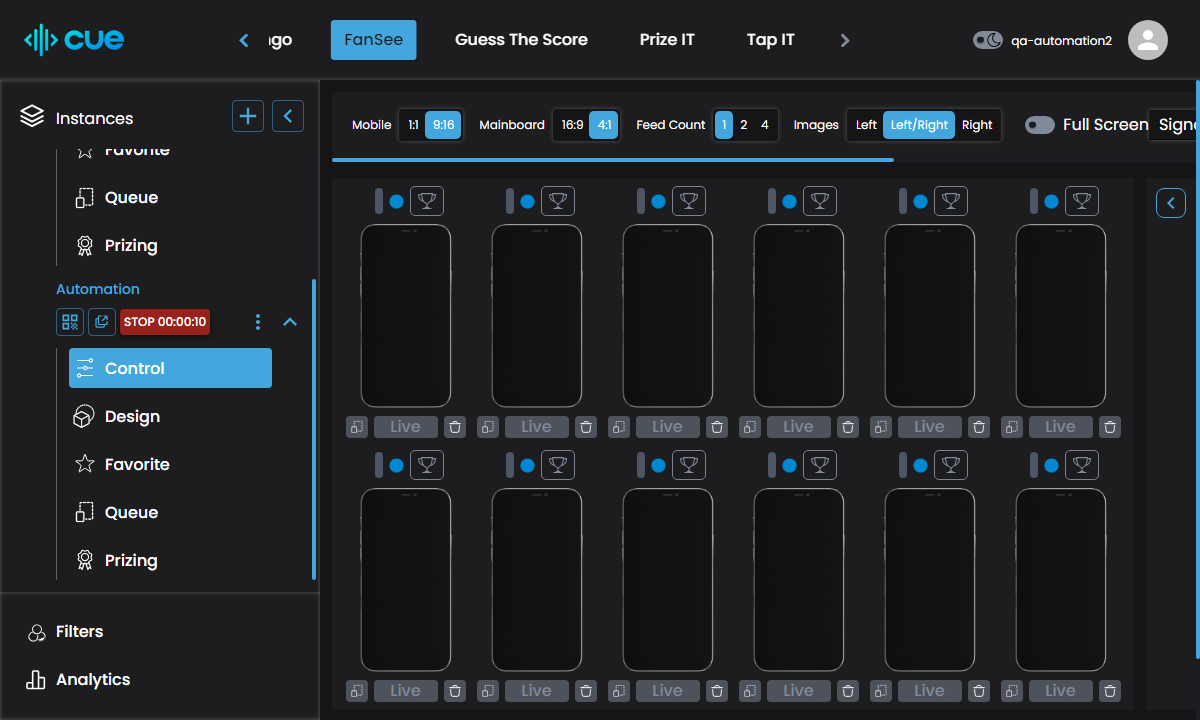 cue
FanSee
Guess The Score
Prize IT
Tap IT
qa-automation2
Instances
Favorite
Queue
Prizing
Automation
STOP 00:00:10
Control
Design
Favorite
Queue
Prizing
Filters
Analytics
Mobile 1:1 9:16 Mainboard 16:9 4:1 Feed Count 1 2 4 Images Left Left/Right Right Full Screen
Live Live Live Live Live Live
Live Live Live Live Live Live